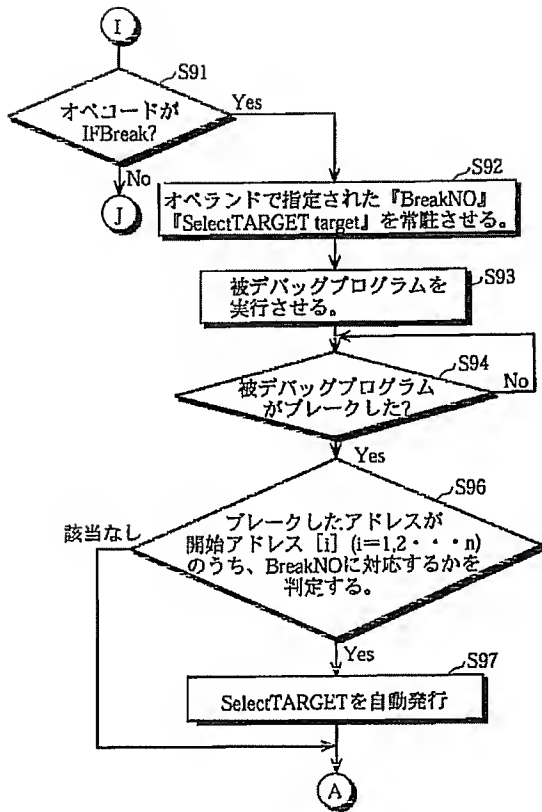 I
S91
オペコードが
IFBreak?
Yes
No
J
S92
オペランドで指定された『BreakNO』
『SelectTARGET target』を常駐させる。
S93
被デバッグプログラムを
実行させる。
S94
被デバッグプログラム
がブレークした?
No
Yes
S96
該当なし
ブレークしたアドレスが
開始アドレス [i] (i=1,2・・・n)
のうち、BreakNOに対応するかを
判定する。
Yes
S97
SelectTARGETを自動発行
A